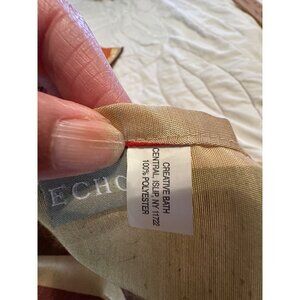 ECHO
CREATIVE BATH
CENTRAL ISLIP, NY 11722
100% POLYESTER